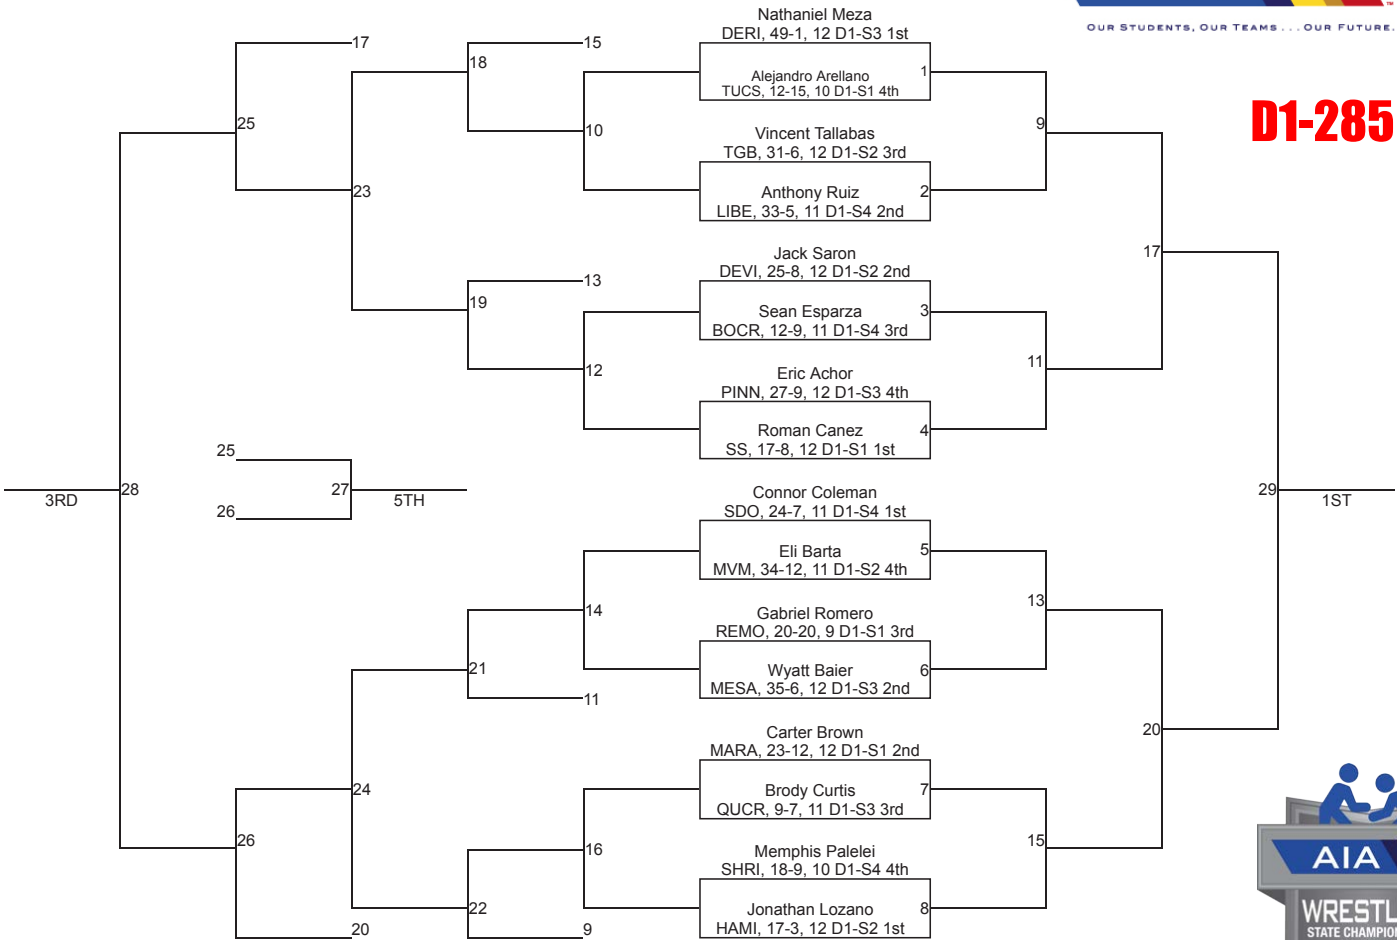 OUR STUDENTS, OUR TEAMS . . . OUR FUTURE.
TM
D1-285
Nathaniel Meza
DERI, 49-1, 12 D1-S3 1st
Alejandro Arellano
TUCS, 12-15, 10 D1-S1 4th
1
Vincent Tallabas
TGB, 31-6, 12 D1-S2 3rd
Anthony Ruiz
LIBE, 33-5, 11 D1-S4 2nd
2
Jack Saron
DEVI, 25-8, 12 D1-S2 2nd
Sean Esparza
BOCR, 12-9, 11 D1-S4 3rd
3
Eric Achor
PINN, 27-9, 12 D1-S3 4th
Roman Canez
SS, 17-8, 12 D1-S1 1st
4
Connor Coleman
SDO, 24-7, 11 D1-S4 1st
Eli Barta
MVM, 34-12, 11 D1-S2 4th
5
Gabriel Romero
REMO, 20-20, 9 D1-S1 3rd
Wyatt Baier
MESA, 35-6, 12 D1-S3 2nd
6
Carter Brown
MARA, 23-12, 12 D1-S1 2nd
Brody Curtis
QUCR, 9-7, 11 D1-S3 3rd
7
Memphis Palelei
SHRI, 18-9, 10 D1-S4 4th
Jonathan Lozano
HAMI, 17-3, 12 D1-S2 1st
8
9
11
13
15
17
20
29
1ST
15
10
18
13
12
19
14
11
21
16
9
22
17
23
25
24
20
26
25
26
27
5TH
28
3RD
AIA
WRESTL
STATE CHAMPION